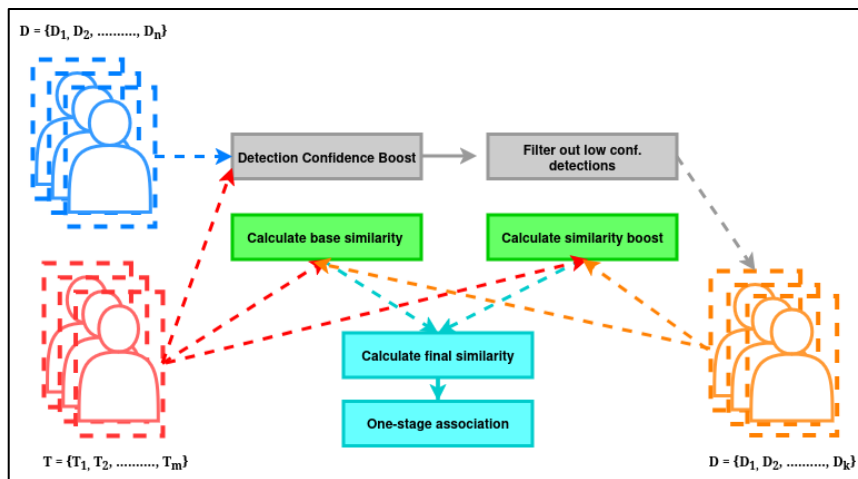 D = {D₁, D₂, .........., Dₙ}
Detection Confidence Boost
Filter out low conf.
detections
Calculate base similarity
Calculate similarity boost
Calculate final similarity
One-stage association
T = {T₁, T₂, .........., Tₘ}
D = {D₁, D₂, .........., Dₖ}